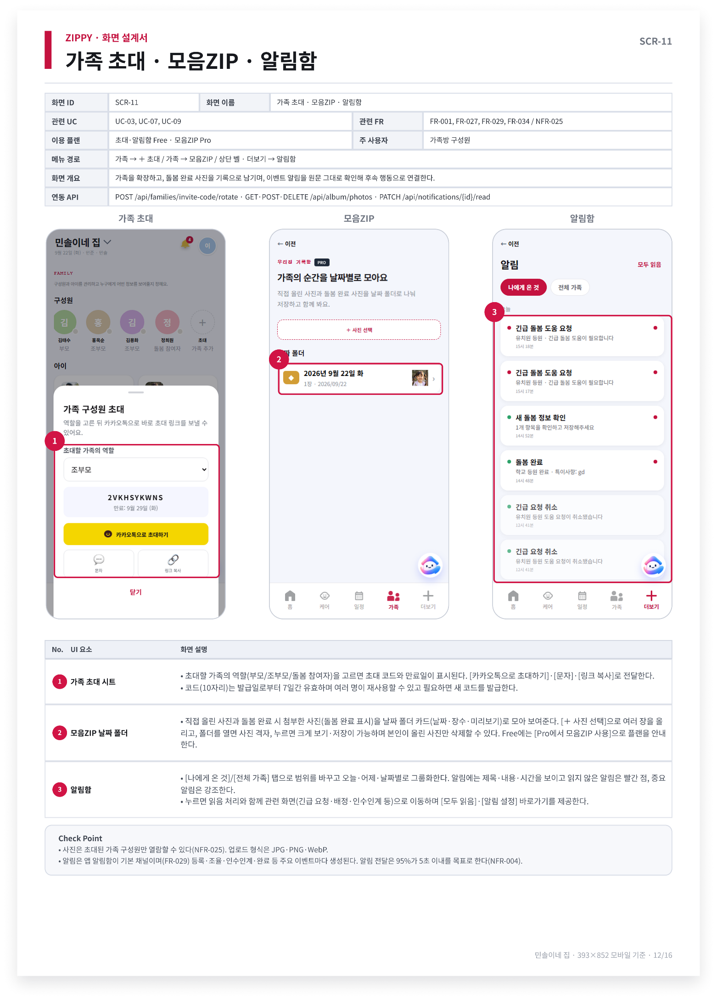 ZIPPY · 화면 설계서
SCR-11
가족 초대 · 모음ZIP · 알림함
화면 ID SCR-11 화면 이름 가족 초대 · 모음ZIP · 알림함
관련 UC UC-03, UC-07, UC-09 관련 FR FR-001, FR-027, FR-029, FR-034 / NFR-025
이용 플랜 초대·알림함 Free · 모음ZIP Pro 주 사용자 가족방 구성원
메뉴 경로 가족 → + 초대 / 가족 → 모음ZIP / 상단 벨 · 더보기 → 알림함
화면 개요 가족을 확장하고, 돌봄 완료 사진을 기록으로 남기며, 이벤트 알림을 원문 그대로 확인해 후속 행동으로 연결한다.
연동 API POST /api/families/invite-code/rotate · GET·POST·DELETE /api/album/photos · PATCH /api/notifications/{id}/read
가족 초대
민솔이네 집
4
이
9월 22일 (화) · 민준 · 민솔
FAMILY
구성원과 아이를 관리하고 누구에게 어떤 정보를 보여줄지 정해요.
구성원
김 홍 김 정 +
김태수 홍옥순 김용화 정희원 초대
부모 조부모 조부모 돌봄 참여자 가족 추가
아이
가족 구성원 초대
역할을 고른 뒤 카카오톡으로 바로 초대 링크를 보낼 수
있어요.
1
초대할 가족의 역할
조부모
2VKHSYKWNS
만료: 9월 29일 (화)
카카오톡으로 초대하기
문자 링크 복사
닫기
모음ZIP
← 이전
우리집 기록함 PRO
가족의 순간을 날짜별로 모아요
직접 올린 사진과 돌봄 완료 사진을 날짜 폴더로 나눠
저장하고 함께 봐요.
+ 사진 선택
2
짜 폴더
2026년 9월 22일 화
1장 · 2026/09/22
홈 케어 일정 가족 더보기
알림함
← 이전
알림 모두 읽음
나에게 온 것 전체 가족
3
늘
긴급 돌봄 도움 요청
유치원 등원 · 긴급 돌봄 도움이 필요합니다
15시 18분
긴급 돌봄 도움 요청
유치원 등원 · 긴급 돌봄 도움이 필요합니다
15시 17분
새 돌봄 정보 확인
1개 항목을 확인하고 저장해주세요
14시 52분
돌봄 완료
학교 등원 완료 · 특이사항: gd
14시 48분
긴급 요청 취소
유치원 등원 도움 요청이 취소됐습니다
12시 41분
긴급 요청 취소
유치원 등원 도움 요청이 취소됐습니다
12시 41분
홈 케어 일정 가족 더보기
No. UI 요소 화면 설명
1 가족 초대 시트
• 초대할 가족의 역할(부모/조부모/돌봄 참여자)을 고르면 초대 코드와 만료일이 표시된다. [카카오톡으로 초대하기]·[문자]·[링크 복사]로 전달한다.
• 코드(10자리)는 발급일로부터 7일간 유효하며 여러 명이 재사용할 수 있고 필요하면 새 코드를 발급한다.
2 모음ZIP 날짜 폴더
• 직접 올린 사진과 돌봄 완료 시 첨부한 사진(돌봄 완료 표시)을 날짜 폴더 카드(날짜·장수·미리보기)로 모아 보여준다. [+ 사진 선택]으로 여러 장을 올
리고, 폴더를 열면 사진 격자, 누르면 크게 보기·저장이 가능하며 본인이 올린 사진만 삭제할 수 있다. Free에는 [Pro에서 모음ZIP 사용]으로 플랜을 안내
한다.
3 알림함
• [나에게 온 것]/[전체 가족] 탭으로 범위를 바꾸고 오늘·어제·날짜별로 그룹화한다. 알림에는 제목·내용·시간을 보이고 읽지 않은 알림은 빨간 점, 중요
알림은 강조한다.
• 누르면 읽음 처리와 함께 관련 화면(긴급 요청·배정·인수인계 등)으로 이동하며 [모두 읽음]·[알림 설정] 바로가기를 제공한다.
Check Point
• 사진은 초대된 가족 구성원만 열람할 수 있다(NFR-025). 업로드 형식은 JPG·PNG·WebP.
• 알림은 앱 알림함이 기본 채널이며(FR-029) 등록·조율·인수인계·완료 등 주요 이벤트마다 생성된다. 알림 전달은 95%가 5초 이내를 목표로 한다(NFR-004).
민솔이네 집 · 393×852 모바일 기준 · 12/16